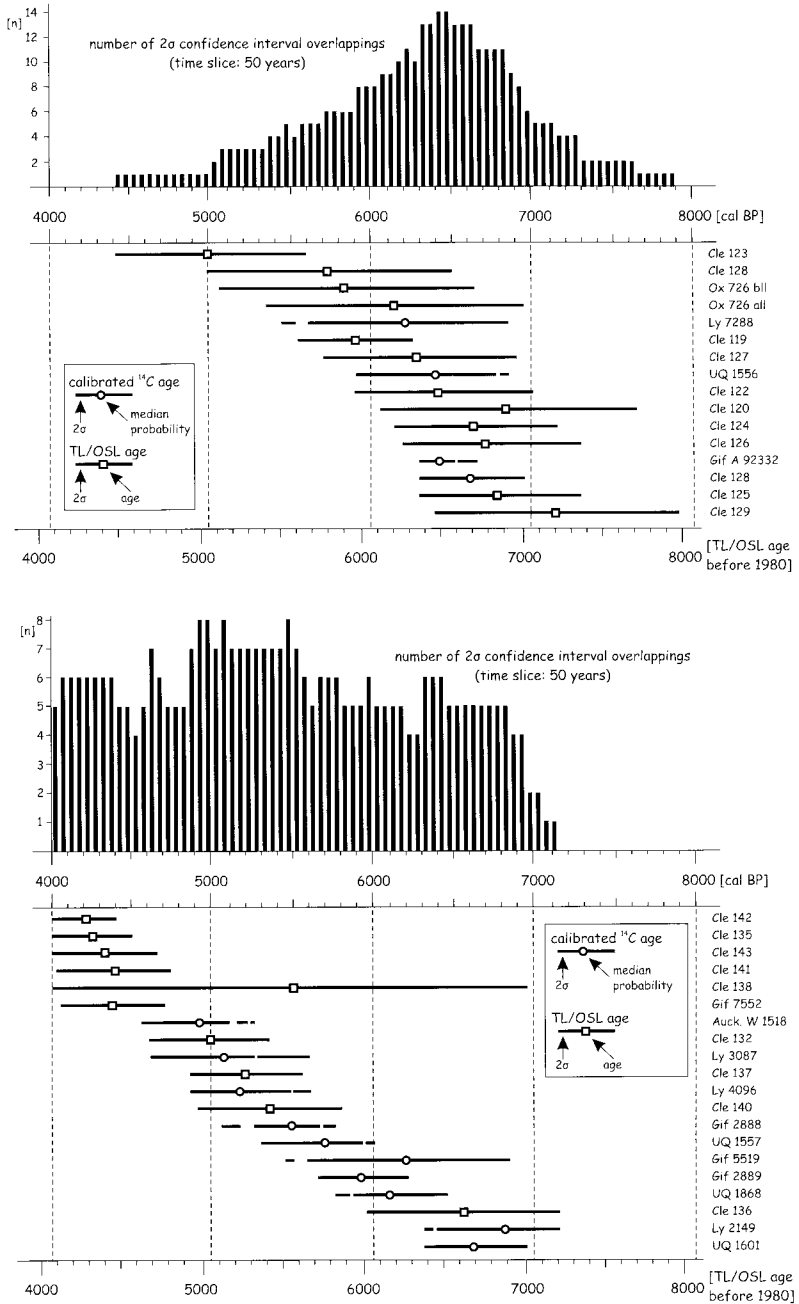 [n]
14
12
10
8
6
4
2
number of 2σ confidence interval overlappings
(time slice: 50 years)
4000 5000 6000 7000 8000 [cal BP]
Cle 123
Cle 128
Ox 726 bll
Ox 726 all
Ly 7288
Cle 119
Cle 127
UQ 1556
Cle 122
Cle 120
Cle 124
Cle 126
Gif A 92332
Cle 128
Cle 125
Cle 129
calibrated ¹⁴C age
2σ
median
probability
TL/OSL age
2σ age
4000 5000 6000 7000 8000 [TL/OSL age
before 1980]
[n]
8
7
6
5
4
3
2
1
number of 2σ confidence interval overlappings
(time slice: 50 years)
4000 5000 6000 7000 8000 [cal BP]
Cle 142
Cle 135
Cle 143
Cle 141
Cle 138
Gif 7552
Auck. W 1518
Cle 132
Ly 3087
Cle 137
Ly 4096
Cle 140
Gif 2888
UQ 1557
Gif 5519
Gif 2889
UQ 1868
Cle 136
Ly 2149
UQ 1601
calibrated ¹⁴C age
2σ
median
probability
TL/OSL age
2σ age
4000 5000 6000 7000 8000 [TL/OSL age
before 1980]